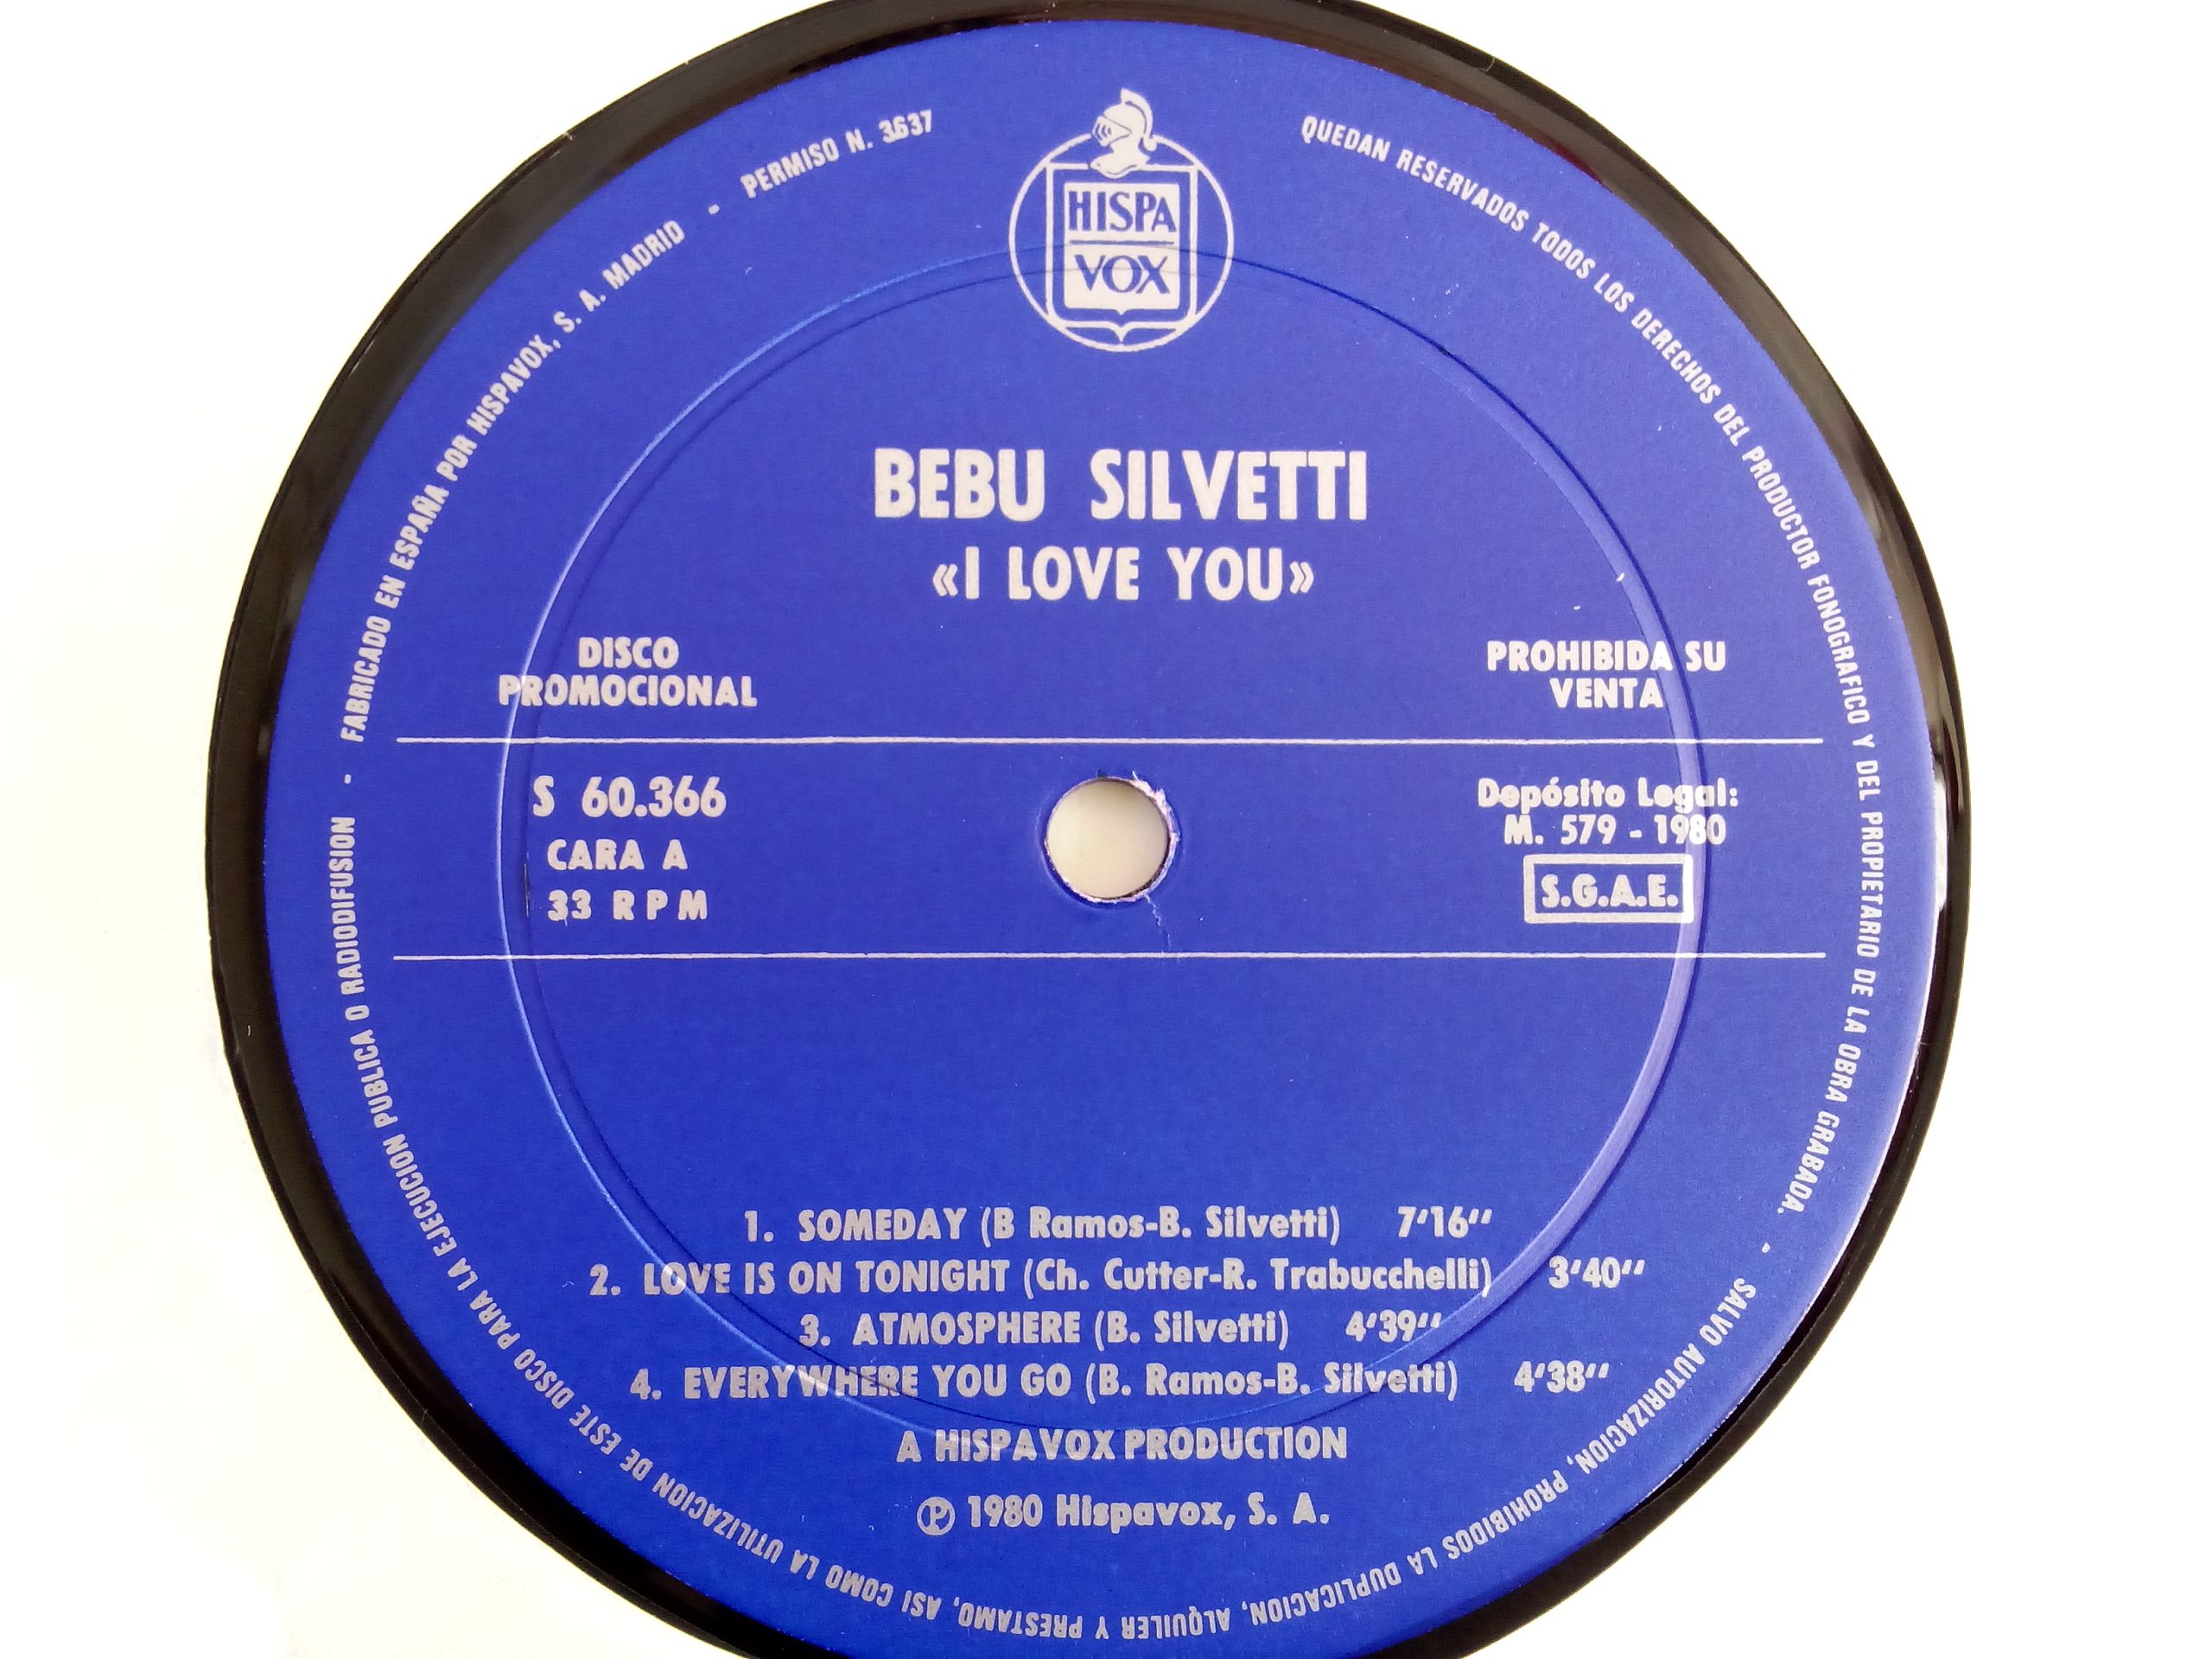 HISPA
VOX
BEBU SILVETTI
«I LOVE YOU»
DISCO
PROMOCIONAL
PROHIBIDA SU
VENTA
S 60.366
CARA A
33 RPM
Depósito Legal:
M. 579 - 1980
S.G.A.E.
1. SOMEDAY (B Ramos-B. Silvetti) 7'16"
2. LOVE IS ON TONIGHT (Ch. Cutter-R. Trabucchelli) 3'40"
3. ATMOSPHERE (B. Silvetti) 4'39"
4. EVERYWHERE YOU GO (B. Ramos-B. Silvetti) 4'38"
A HISPAVOX PRODUCTION
℗ 1980 Hispavox, S. A.
QUEDAN RESERVADOS TODOS LOS DERECHOS DEL PRODUCTOR FONOGRAFICO Y DEL PROPIETARIO DE LA OBRA GRABADA. - SALVO AUTORIZACION, PROHIBIDOS LA DUPLICACION, ALQUILER Y PRESTAMO, ASI COMO LA UTILIZACION DE ESTE DISCO PARA LA EJECUCION PUBLICA O RADIODIFUSION - FABRICADO EN ESPAÑA POR HISPAVOX, S. A. MADRID - PERMISO N. 3637